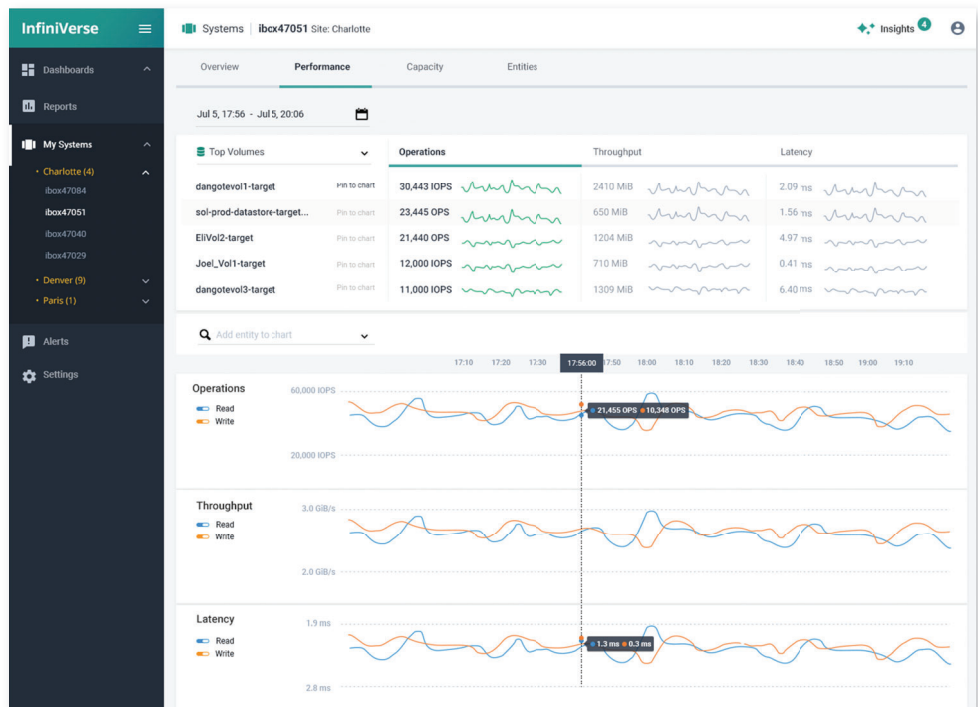 InfiniVerse
Systems ibox47051 Site: Charlotte
Insights 4
Dashboards
Reports
My Systems
Charlotte (4)
ibox47084
ibox47051
ibox47040
ibox47029
Denver (9)
Paris (1)
Alerts
Settings
Overview Performance Capacity Entities
Jul 5, 17:56 - Jul 5, 20:06
Top Volumes Operations Throughput Latency
dangotevol1-target Pin to chart 30,443 IOPS 2410 MiB 2.09 ms
sol-prod-datastore-target... Pin to chart 23,445 OPS 650 MiB 1.56 ms
EliVol2-target 21,440 OPS 1204 MiB 4.97 ms
Joel_Vol1-target Pin to chart 12,000 IOPS 710 MiB 0.41 ms
dangotevol3-target Pin to chart 11,000 IOPS 1309 MiB 6.40 ms
Add entity to chart
17:10 17:20 17:30 17:56:00 17:50 18:00 18:10 18:20 18:30 18:40 18:50 19:00 19:10
Operations
Read
Write
60,000 IOPS
21,455 OPS 10,348 OPS
20,000 IOPS
Throughput
Read
Write
3.0 GiB/s
2.0 GiB/s
Latency
Read
Write
1.9 ms
1.3 ms 0.3 ms
2.8 ms